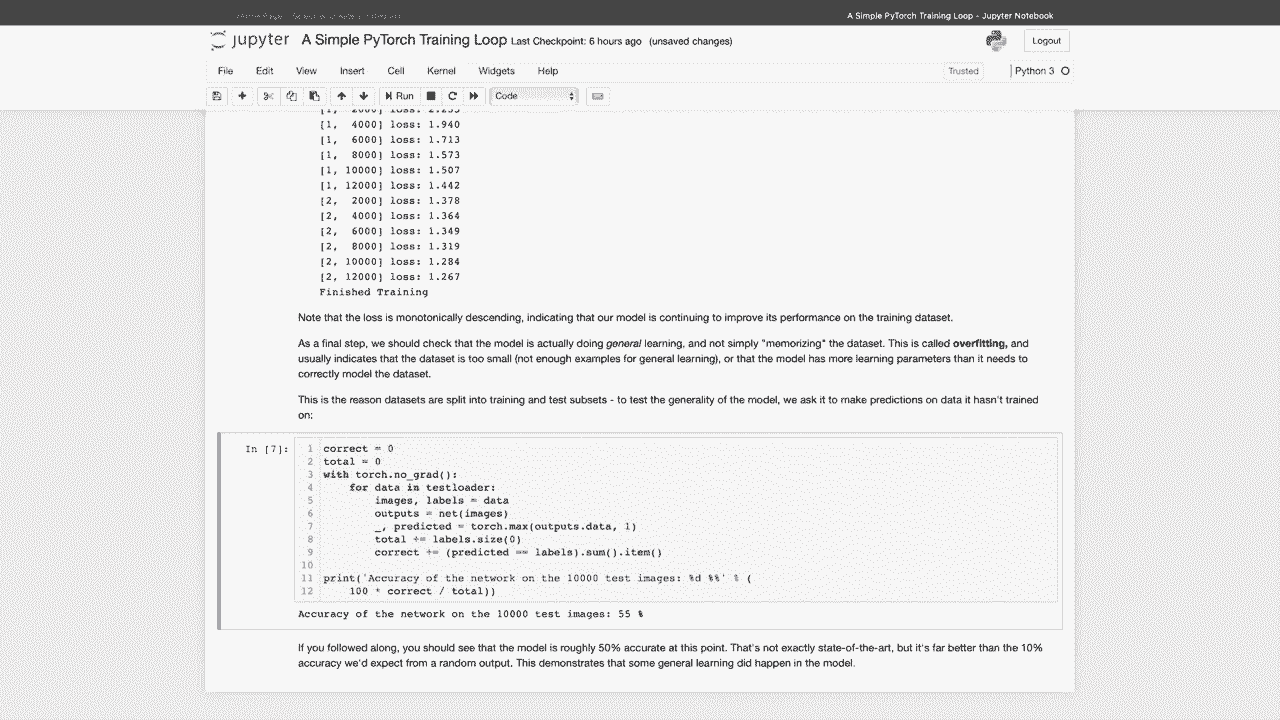 A Simple PyTorch Training Loop - Jupyter Notebook
jupyter A Simple PyTorch Training Loop Last Checkpoint: 6 hours ago (unsaved changes)
Logout
File Edit View Insert Cell Kernel Widgets Help
Trusted Python 3
Run Code
[1, 2000] loss: 2.235
[1, 4000] loss: 1.940
[1, 6000] loss: 1.713
[1, 8000] loss: 1.573
[1, 10000] loss: 1.507
[1, 12000] loss: 1.442
[2, 2000] loss: 1.378
[2, 4000] loss: 1.364
[2, 6000] loss: 1.349
[2, 8000] loss: 1.319
[2, 10000] loss: 1.284
[2, 12000] loss: 1.267
Finished Training
Note that the loss is monotonically descending, indicating that our model is continuing to improve its performance on the training dataset.
As a final step, we should check that the model is actually doing general learning, and not simply "memorizing" the dataset. This is called overfitting, and
usually indicates that the dataset is too small (not enough examples for general learning), or that the model has more learning parameters than it needs to
correctly model the dataset.
This is the reason datasets are split into training and test subsets - to test the generality of the model, we ask it to make predictions on data it hasn't trained
on:
In [7]:
1 correct = 0
2 total = 0
3 with torch.no_grad():
4     for data in testloader:
5         images, labels = data
6         outputs = net(images)
7         _, predicted = torch.max(outputs.data, 1)
8         total += labels.size(0)
9         correct += (predicted == labels).sum().item()
10
11 print('Accuracy of the network on the 10000 test images: %d %%' % (
12     100 * correct / total))
Accuracy of the network on the 10000 test images: 55 %
If you followed along, you should see that the model is roughly 50% accurate at this point. That's not exactly state-of-the-art, but it's far better than the 10%
accuracy we'd expect from a random output. This demonstrates that some general learning did happen in the model.